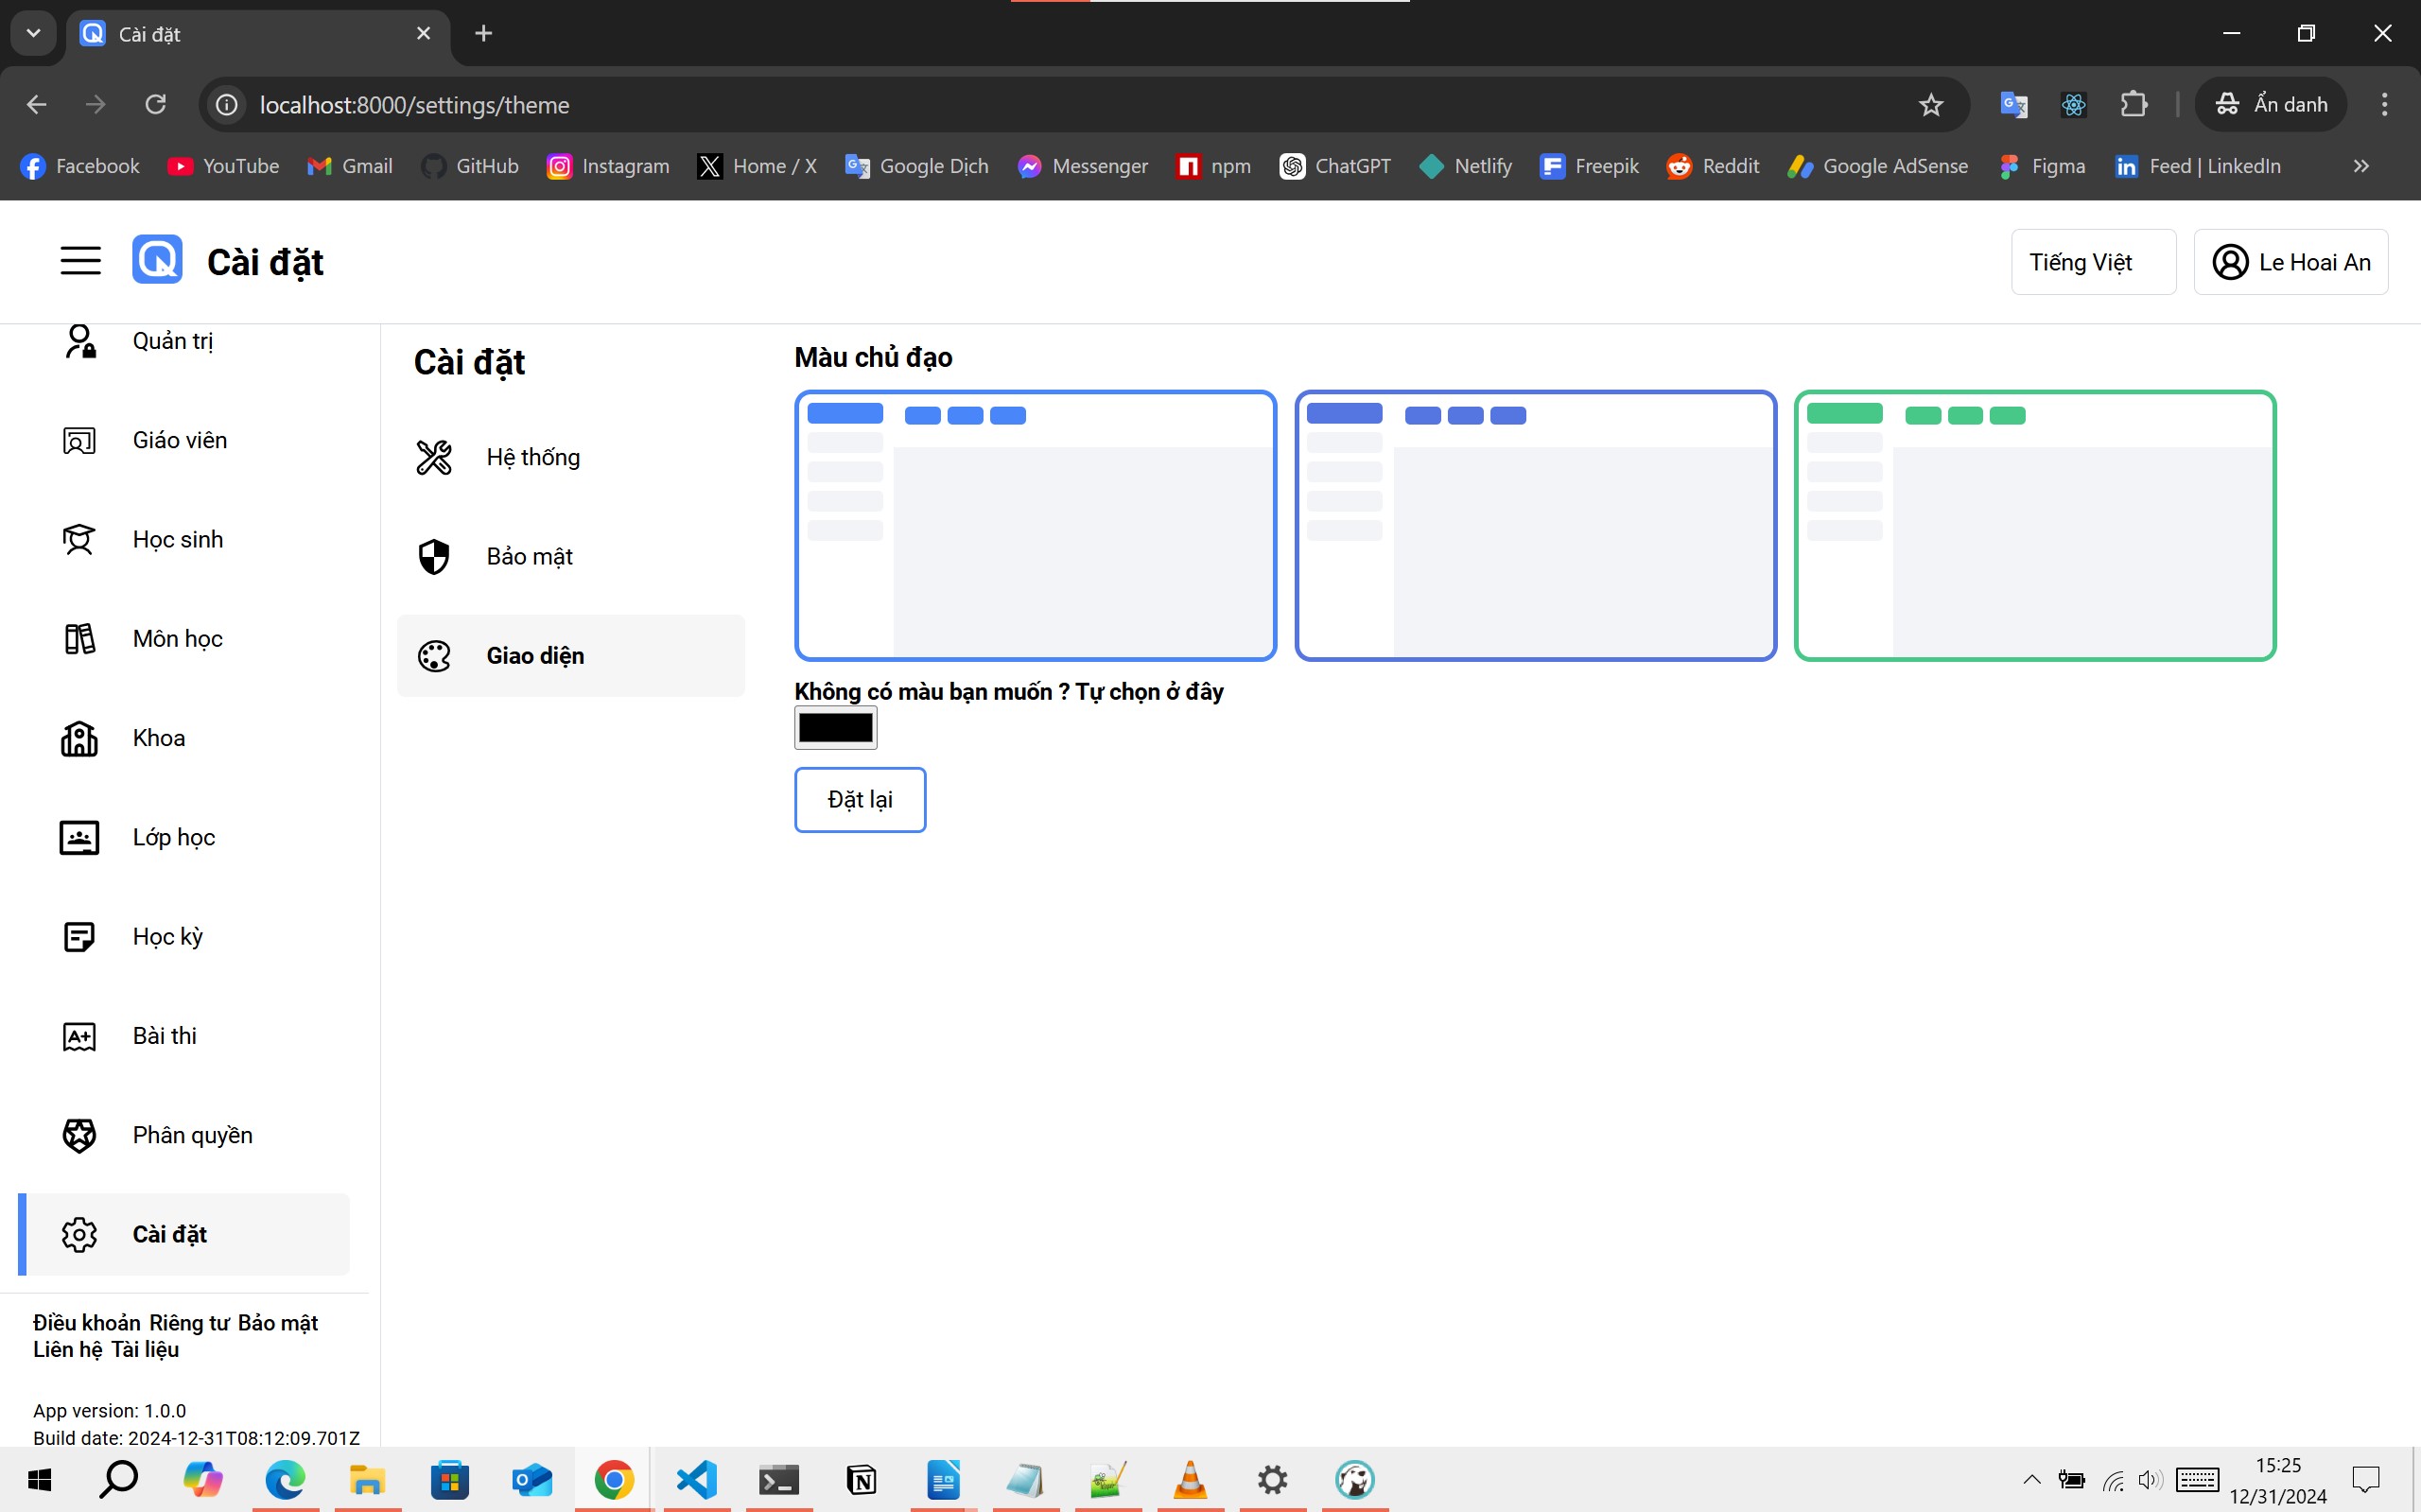 Cài đặt
localhost:8000/settings/theme
Ẩn danh
Facebook YouTube Gmail GitHub Instagram Home / X Google Dịch Messenger npm ChatGPT Netlify Freepik Reddit Google AdSense Figma Feed | LinkedIn
Cài đặt
Tiếng Việt
Le Hoai An
Quản trị
Giáo viên
Học sinh
Môn học
Khoa
Lớp học
Học kỳ
Bài thi
Phân quyền
Cài đặt
Điều khoản Riêng tư Bảo mật
Liên hệ Tài liệu
App version: 1.0.0
Build date: 2024-12-31T08:12:09.701Z
Cài đặt
Hệ thống
Bảo mật
Giao diện
Màu chủ đạo
Không có màu bạn muốn ? Tự chọn ở đây
Đặt lại
15:25
12/31/2024